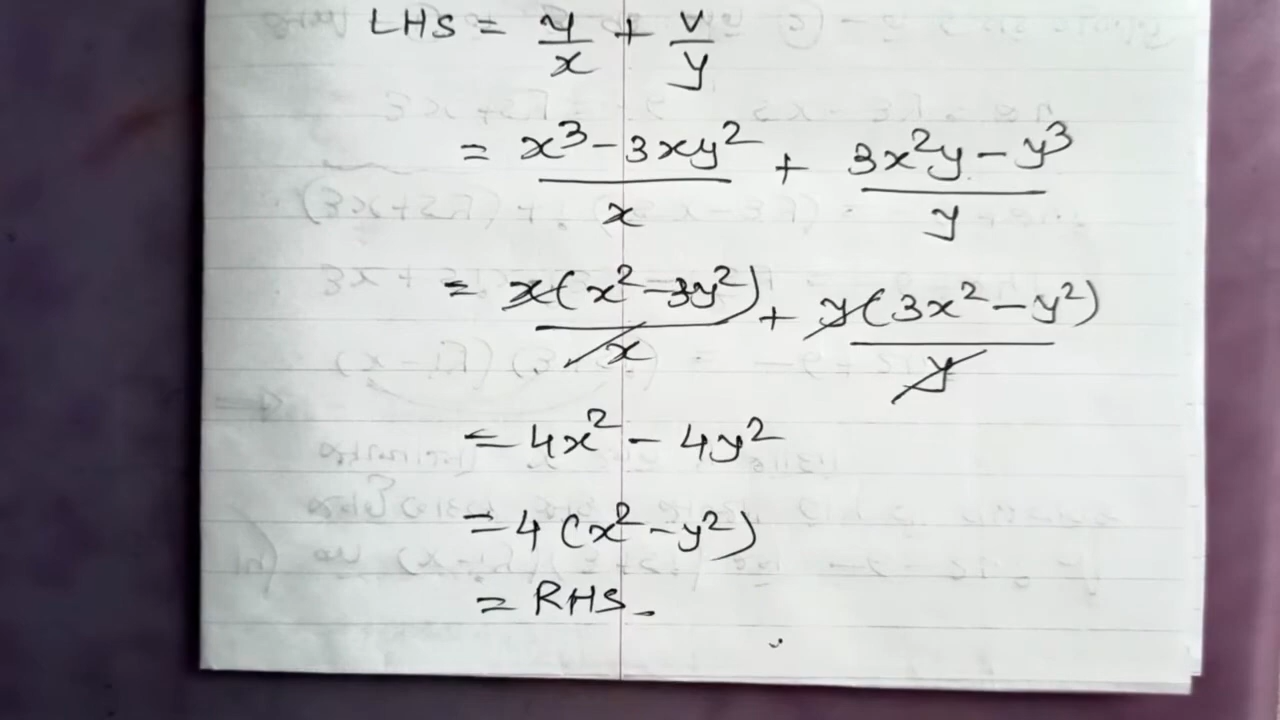 LHS = y/x + v/y
= x³ - 3xy²/x + 3x²y - y³/y
= x(x² - 3y²)/x + y(3x² - y²)/y
= 4x² - 4y²
= 4(x² - y²)
= RHS.